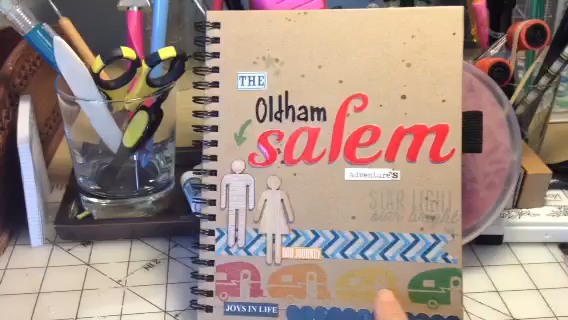 THE
Oldham
salem
adventure's
STAR LIGHT
star bright
OUR JOURNEY
JOYS IN LIFE